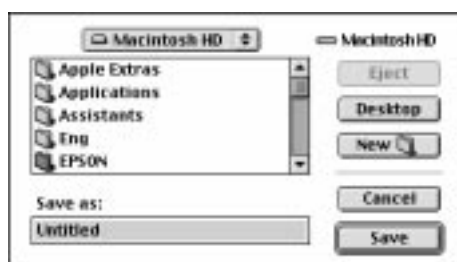 Macintosh HD
Macintosh HD
Apple Extras
Applications
Assistants
Eng
EPSON
Eject
Desktop
New
Save as:
Untitled
Cancel
Save